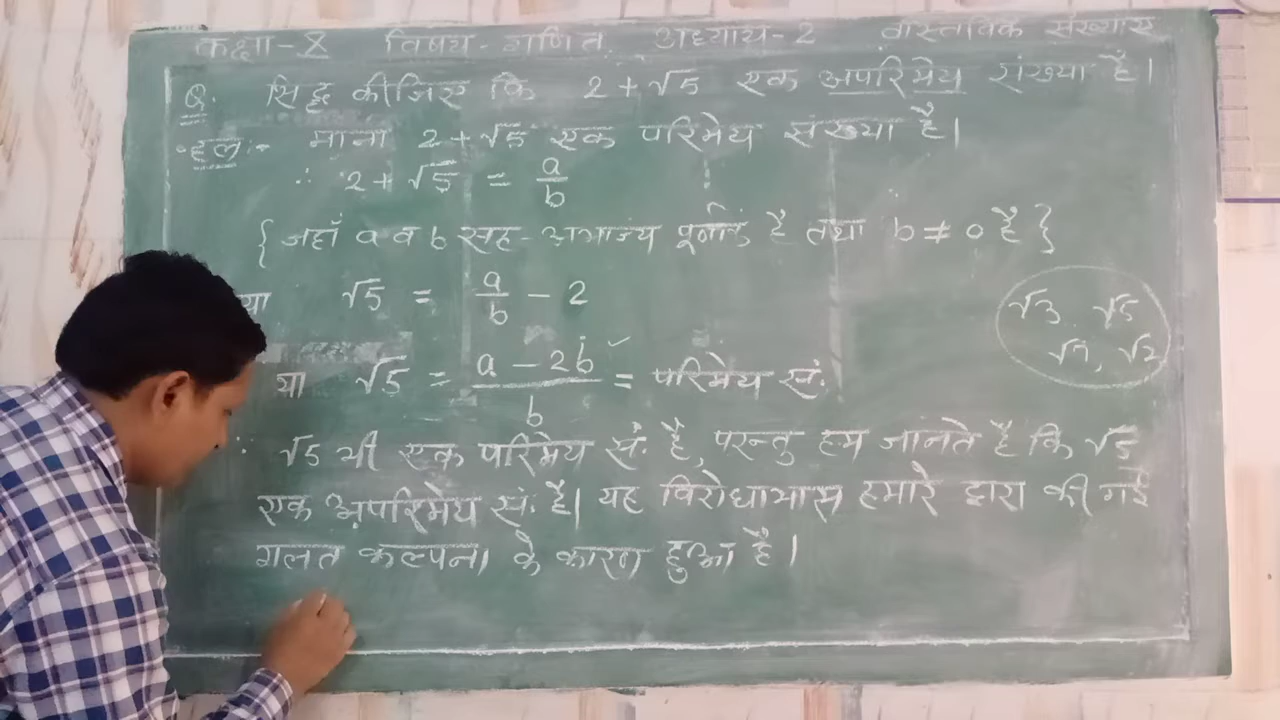 कक्षा-X विषय-गणित. अध्याय-2 वास्तविक संख्याएँ
Q. सिद्ध कीजिए कि 2+√5 एक अपरिमेय संख्या है।
हल:- माना 2+√5 एक परिमेय संख्या है।
∴ 2+√5 = a/b
{जहाँ a व b सह-अभाज्य पूर्णांक है तथा b ≠ 0 है}
या √5 = a/b - 2
या √5 = (a - 2b)/b = परिमेय सं:
∴ √5 भी एक परिमेय सं: है, परन्तु हम जानते है कि √5
एक अपरिमेय सं: है। यह विरोधाभास हमारे द्वारा की गई
गलत कल्पना के कारण हुआ है।
√3, √5
√7, √2